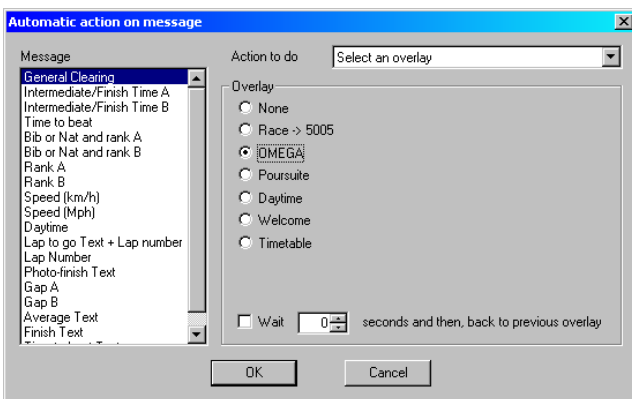 Automatic action on message
Message
General Clearing
Intermediate/Finish Time A
Intermediate/Finish Time B
Time to beat
Bib or Nat and rank A
Bib or Nat and rank B
Rank A
Rank B
Speed (km/h)
Speed (Mph)
Daytime
Lap to go Text + Lap number
Lap Number
Photo-finish Text
Gap A
Gap B
Average Text
Finish Text
Action to do
Select an overlay
Overlay
None
Race -> 5005
OMEGA
Poursuite
Daytime
Welcome
Timetable
Wait 0 seconds and then, back to previous overlay
OK
Cancel